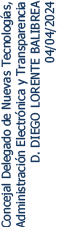 Concejal Delegado de Nuevas Tecnologías,
Administración Electrónica y Transparencia
D. DIEGO LORENTE BALIBREA
04/04/2024